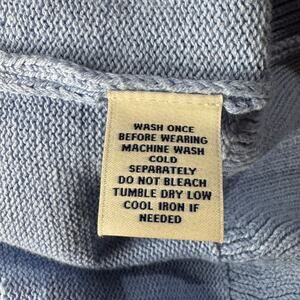 WASH ONCE
BEFORE WEARING
MACHINE WASH
COLD
SEPARATELY
DO NOT BLEACH
TUMBLE DRY LOW
COOL IRON IF
NEEDED